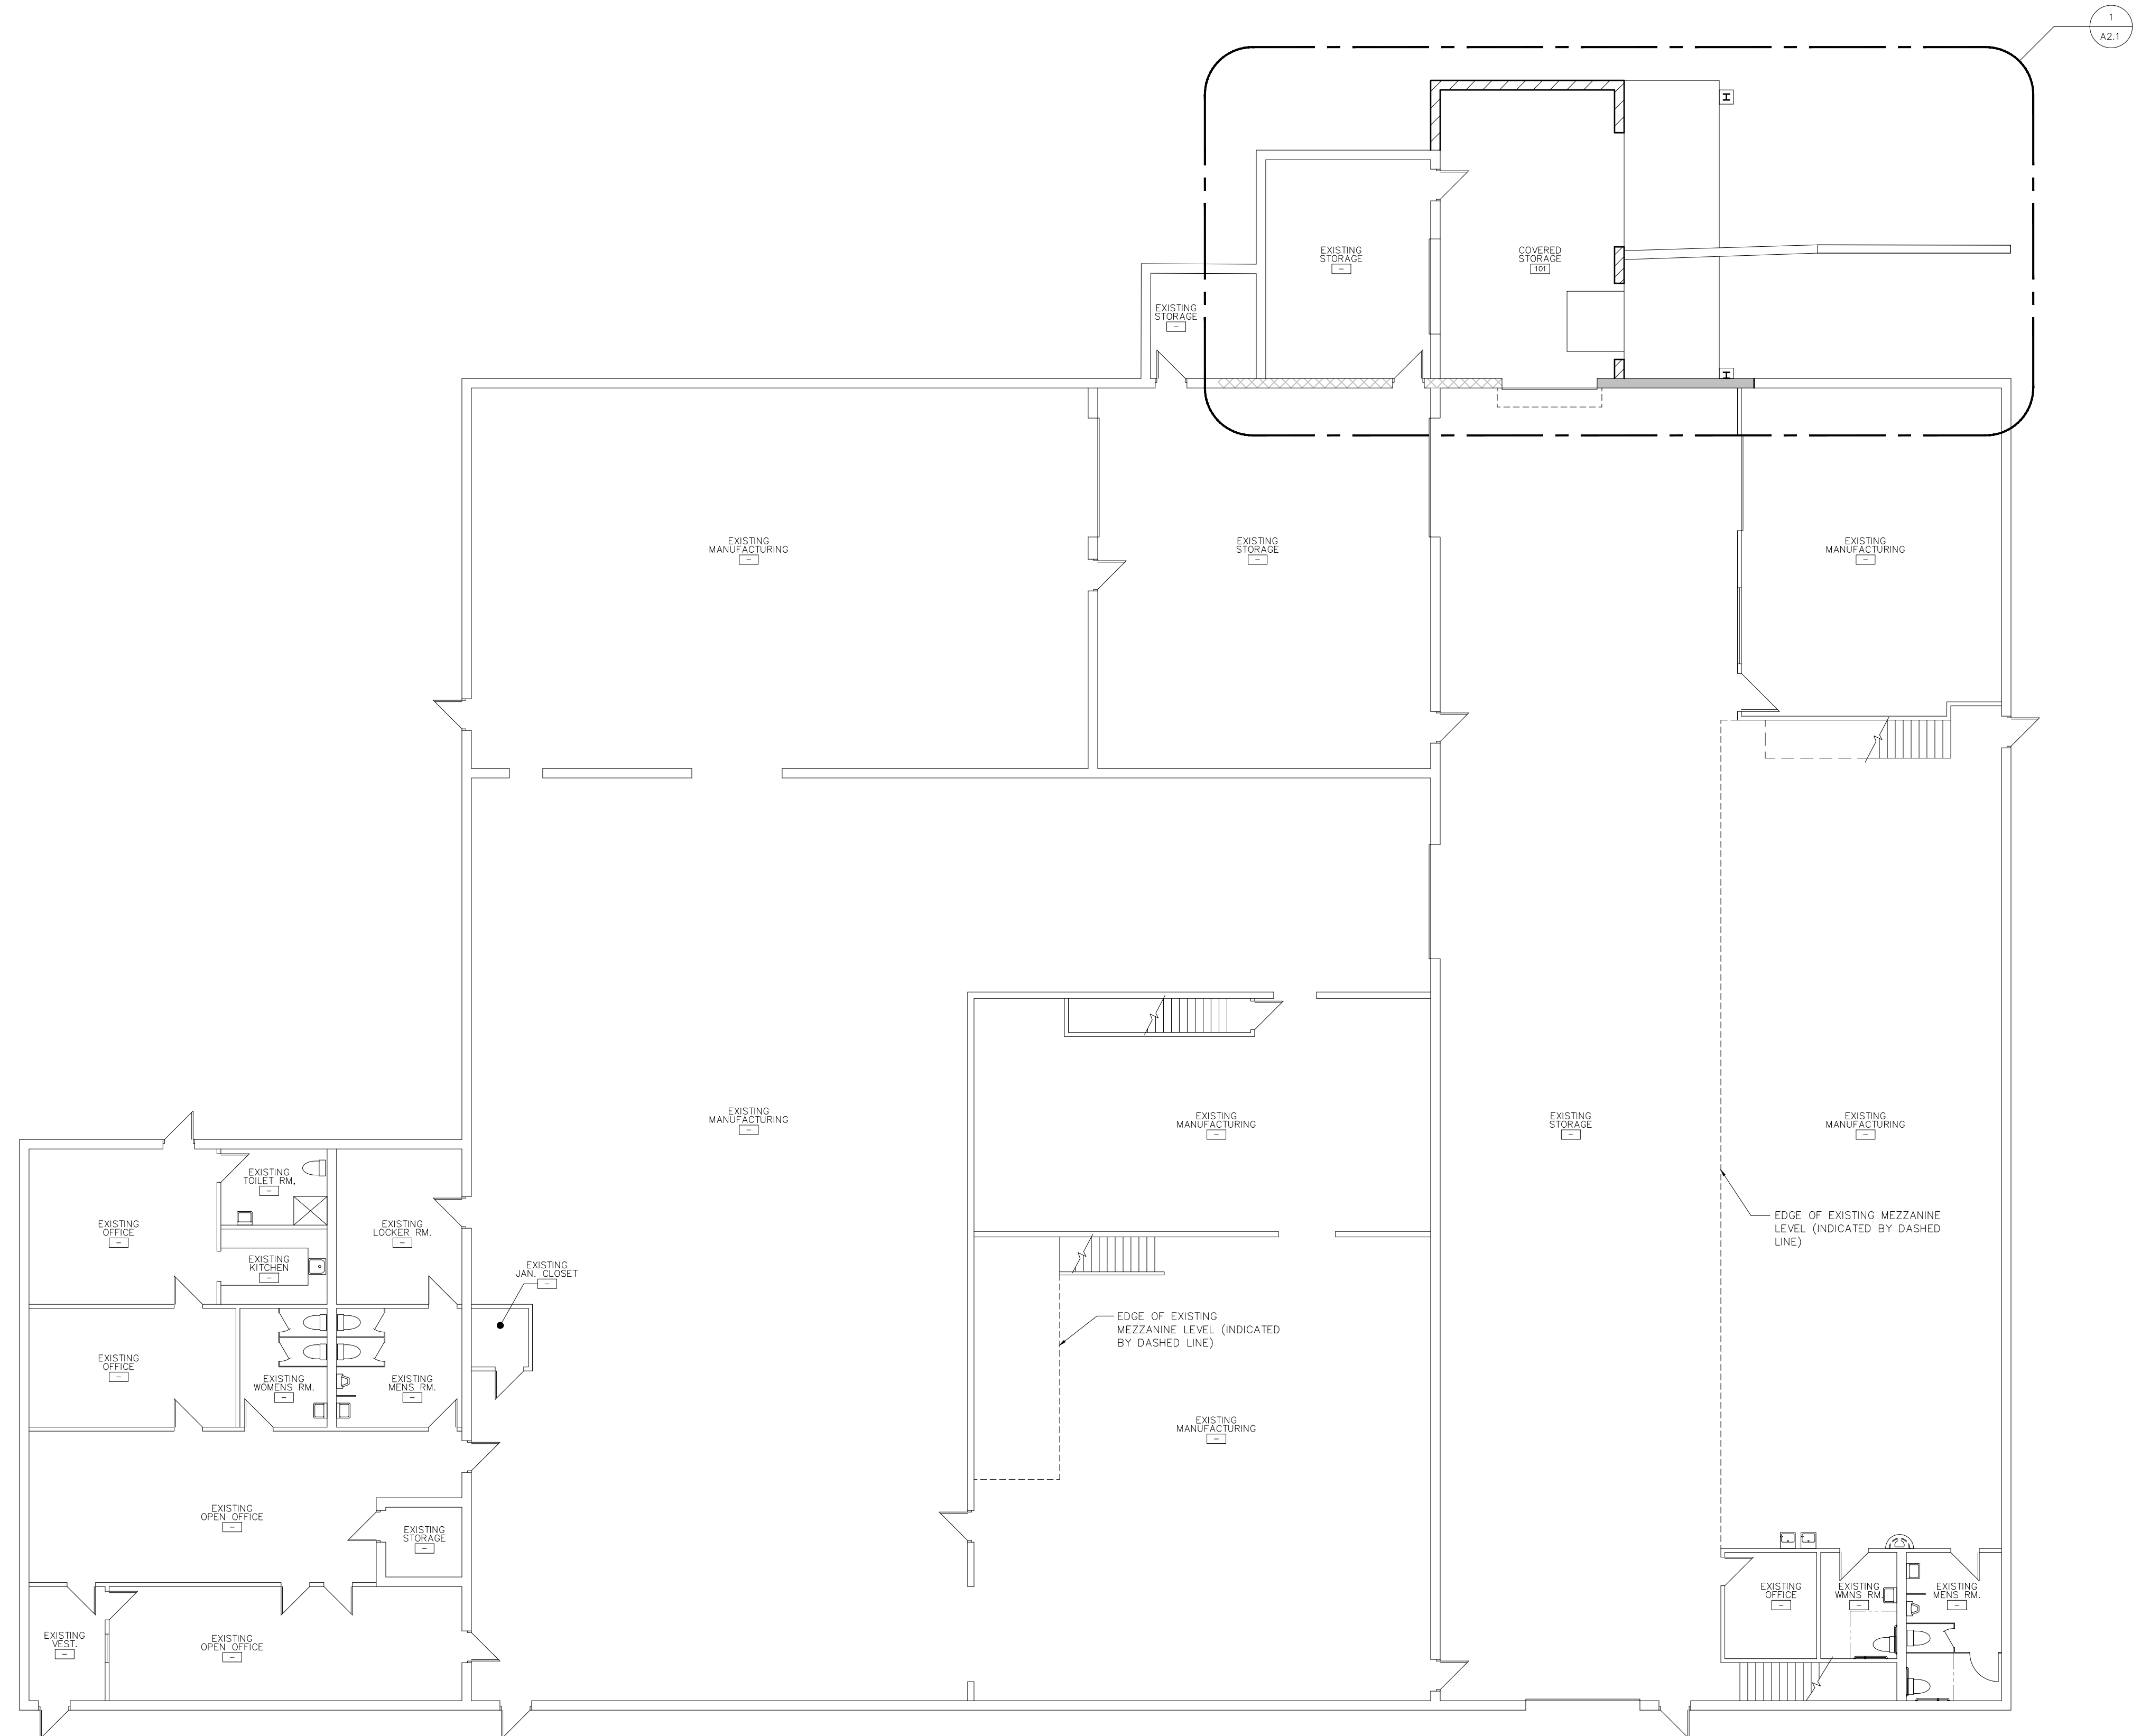 1
A2.1
EXISTING
STORAGE
-
COVERED
STORAGE
101
EXISTING
STORAGE
-
EXISTING
MANUFACTURING
-
EXISTING
STORAGE
-
EXISTING
MANUFACTURING
-
EXISTING
MANUFACTURING
-
EXISTING
MANUFACTURING
-
EXISTING
STORAGE
-
EXISTING
MANUFACTURING
-
EXISTING
TOILET RM,
-
EXISTING
OFFICE
-
EXISTING
LOCKER RM.
-
EDGE OF EXISTING MEZZANINE
LEVEL (INDICATED BY DASHED
LINE)
EXISTING
KITCHEN
-
EXISTING
JAN. CLOSET
-
EDGE OF EXISTING
MEZZANINE LEVEL (INDICATED
BY DASHED LINE)
EXISTING
OFFICE
-
EXISTING
WOMENS RM.
-
EXISTING
MENS RM.
-
EXISTING
MANUFACTURING
-
EXISTING
OPEN OFFICE
-
EXISTING
STORAGE
-
EXISTING
OFFICE
-
EXISTING
WMNS RM.
-
EXISTING
MENS RM.
-
EXISTING
VEST.
-
EXISTING
OPEN OFFICE
-